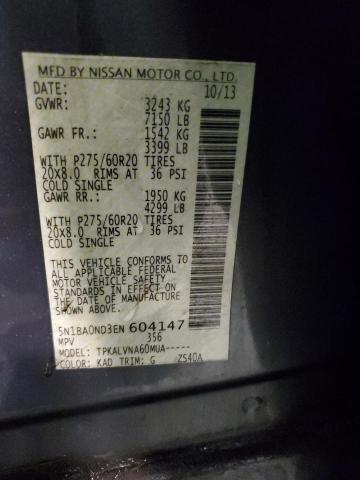 MFD BY NISSAN MOTOR CO., LTD.
DATE: 10/13
GVWR: 3243 KG
7150 LB
GAWR FR.: 1542 KG
3399 LB
WITH P275/60R20 TIRES
20x8.0 RIMS AT 36 PSI
COLD SINGLE
GAWR RR.: 1950 KG
4299 LB
WITH P275/60R20 TIRES
20x8.0 RIMS AT 36 PSI
COLD SINGLE
THIS VEHICLE CONFORMS TO ALL
APPLICABLE FEDERAL MOTOR VEHICLE
SAFETY STANDARDS IN EFFECT ON
THE DATE OF MANUFACTURE
SHOWN ABOVE.
5N1BA0ND3EN 604147
MPV 356
MODEL: TPKALVNA60MUA-----
COLOR: KAD TRIM: G ZS40A